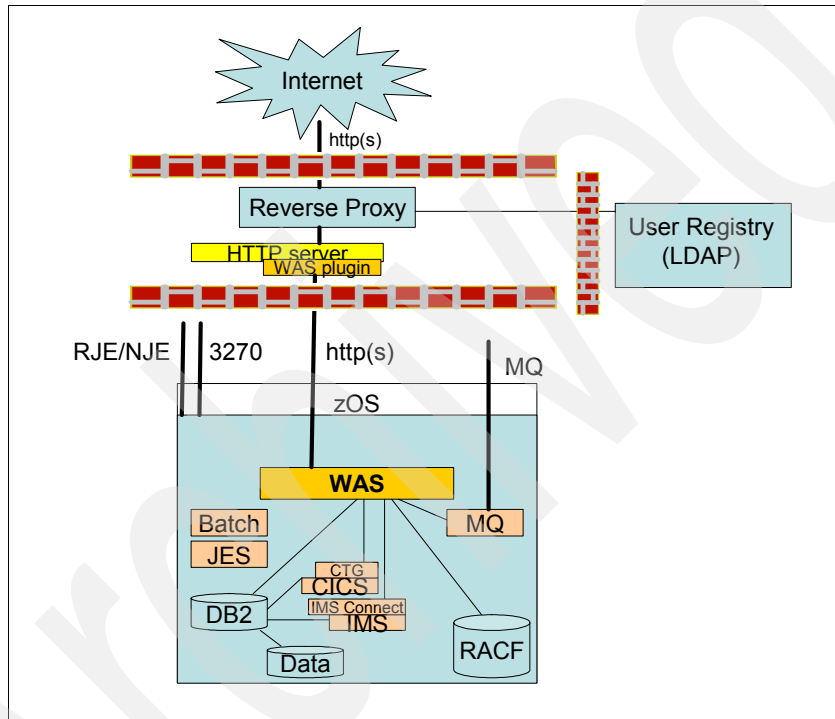 Internet
http(s)
Reverse Proxy
User Registry
(LDAP)
HTTP server
WAS plugin
RJE/NJE
3270
http(s)
MQ
zOS
WAS
Batch
MQ
JES
CTG
CICS
IMS Connect
IMS
DB2
Data
RACF